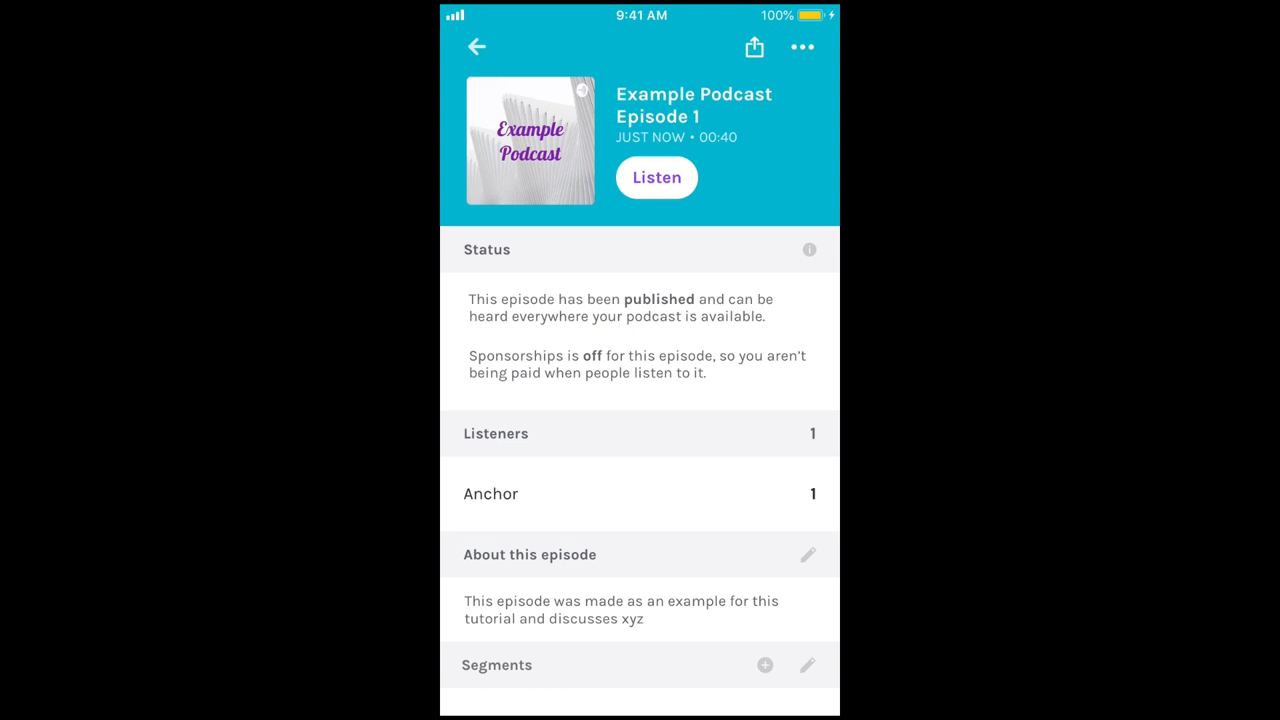 9:41 AM
100%
Example Podcast
Episode 1
JUST NOW • 00:40
Example
Podcast
Listen
Status
This episode has been published and can be
heard everywhere your podcast is available.
Sponsorships is off for this episode, so you aren't
being paid when people listen to it.
Listeners 1
Anchor 1
About this episode
This episode was made as an example for this
tutorial and discusses xyz
Segments